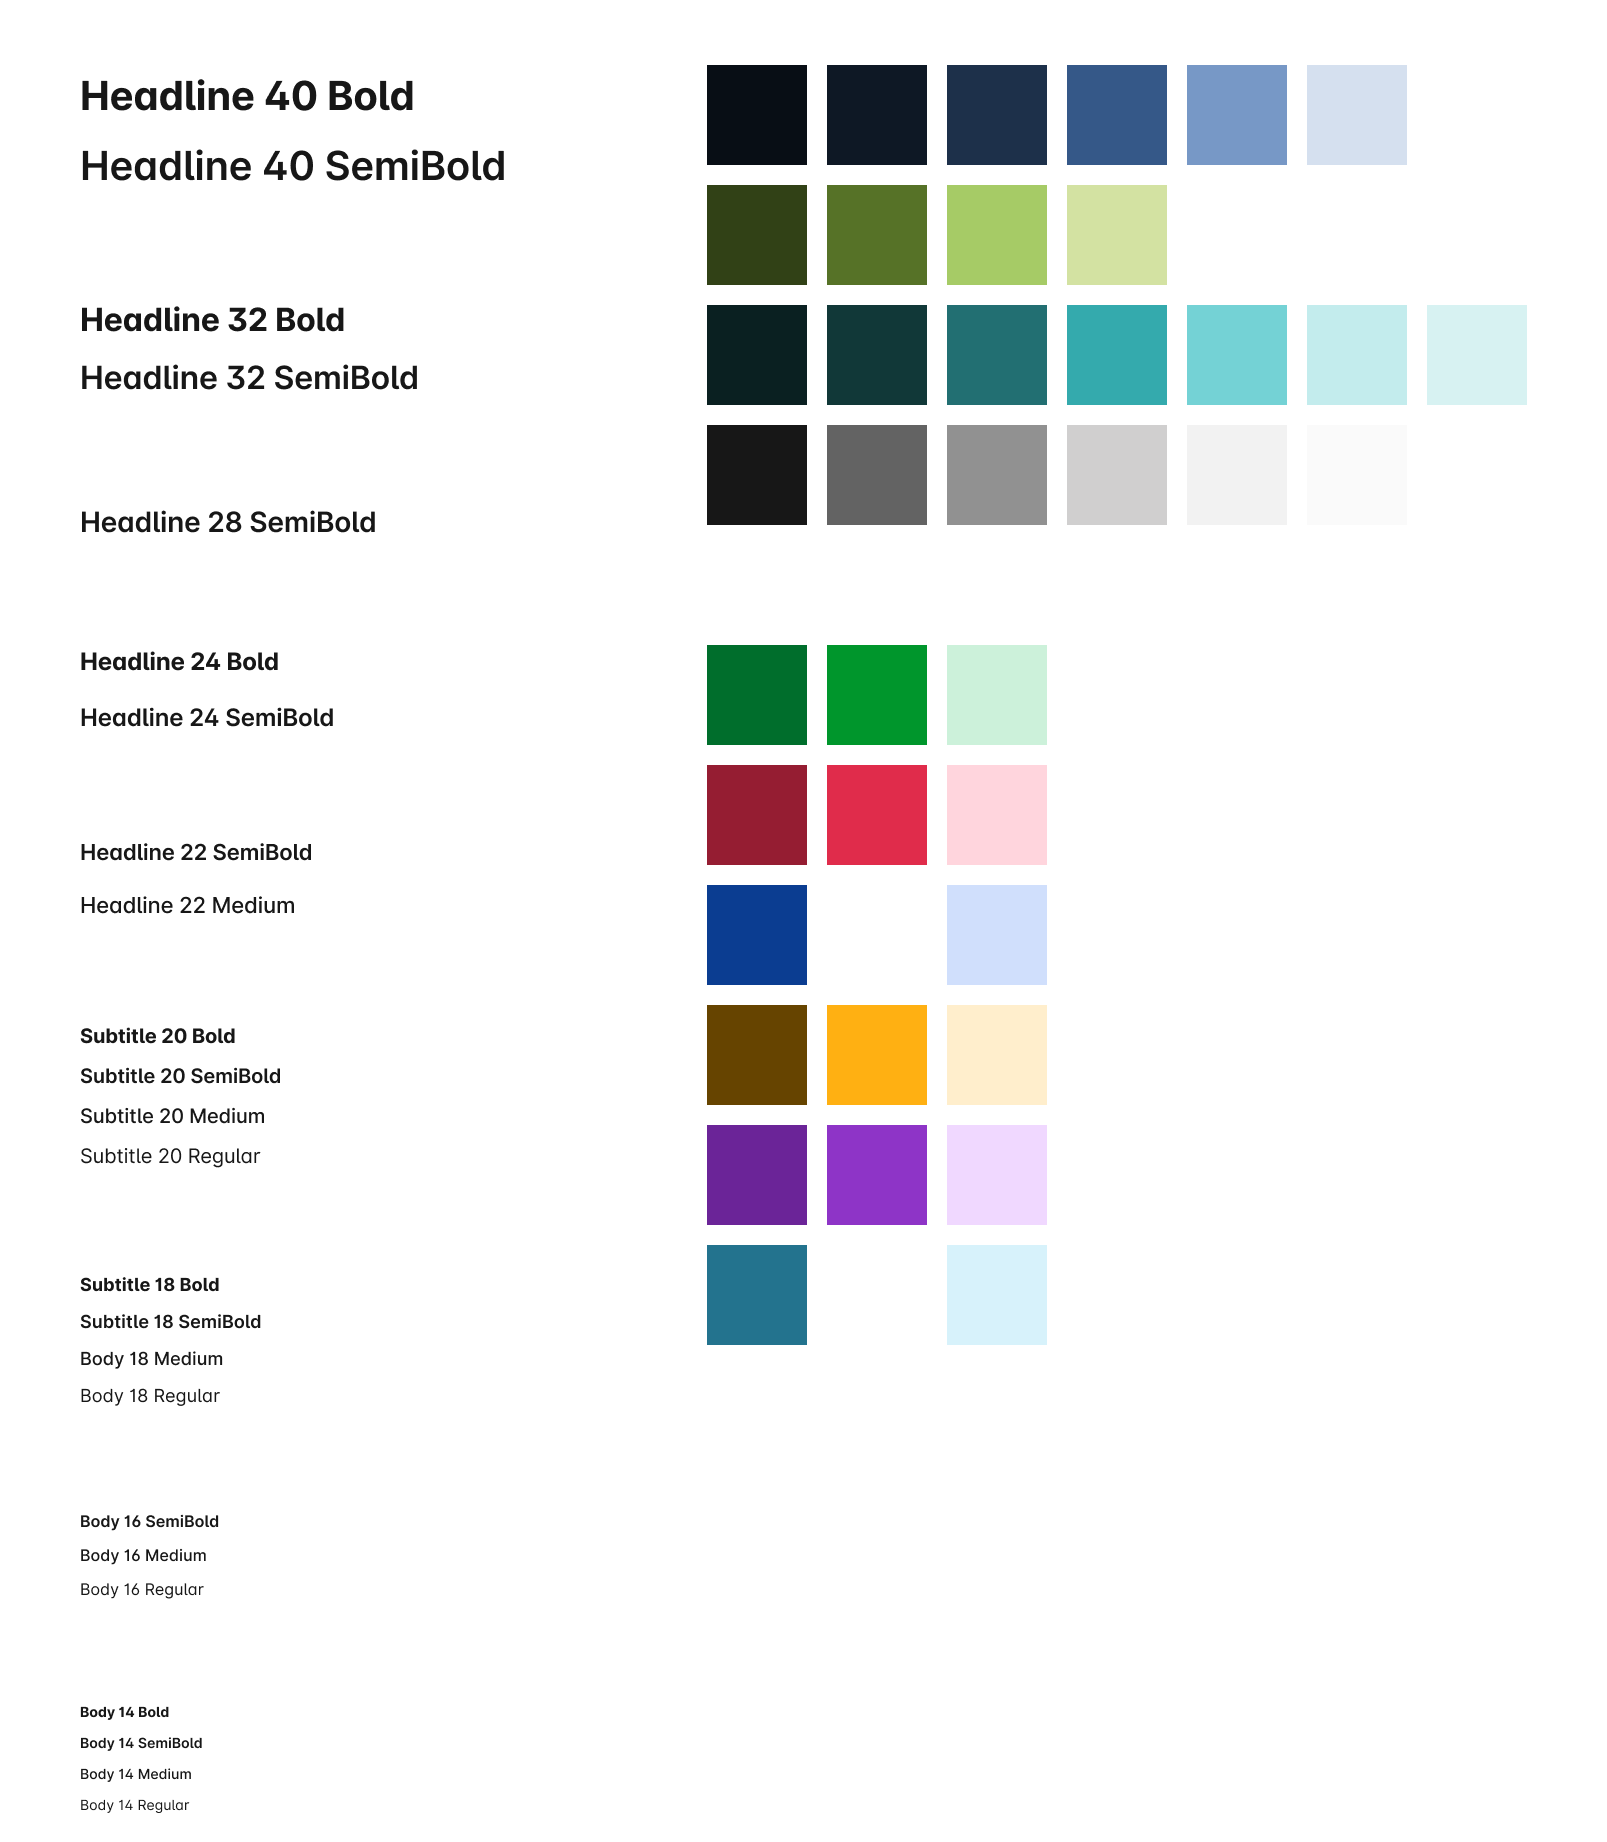 Headline 40 Bold
Headline 40 SemiBold
Headline 32 Bold
Headline 32 SemiBold
Headline 28 SemiBold
Headline 24 Bold
Headline 24 SemiBold
Headline 22 SemiBold
Headline 22 Medium
Subtitle 20 Bold
Subtitle 20 SemiBold
Subtitle 20 Medium
Subtitle 20 Regular
Subtitle 18 Bold
Subtitle 18 SemiBold
Body 18 Medium
Body 18 Regular
Body 16 SemiBold
Body 16 Medium
Body 16 Regular
Body 14 Bold
Body 14 SemiBold
Body 14 Medium
Body 14 Regular